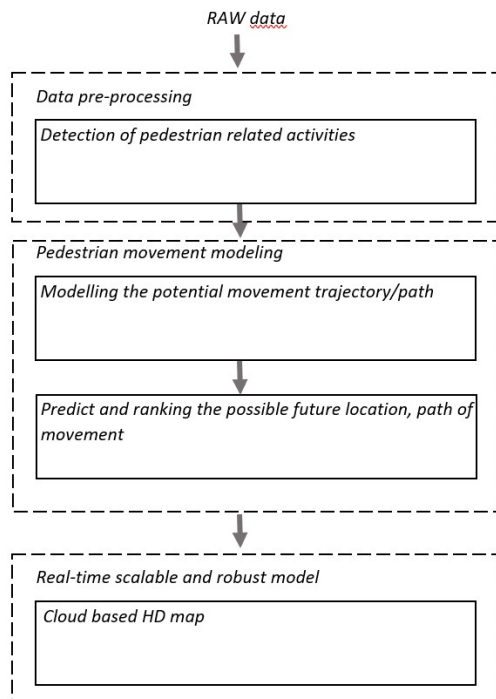 RAW data
Data pre-processing
Detection of pedestrian related activities
Pedestrian movement modeling
Modelling the potential movement trajectory/path
Predict and ranking the possible future location, path of
movement
Real-time scalable and robust model
Cloud based HD map